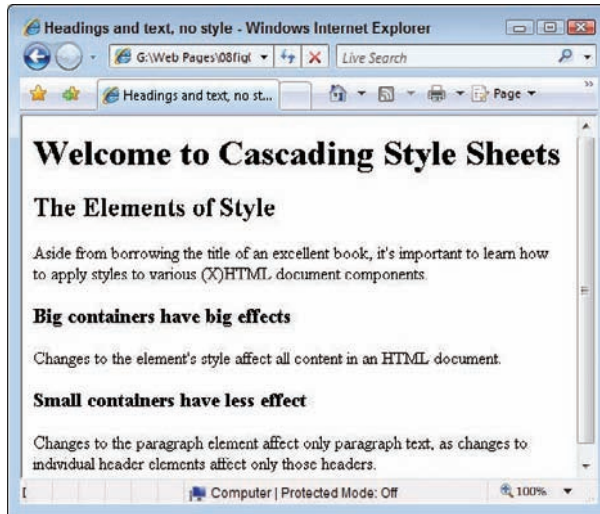 Headings and text, no style - Windows Internet Explorer
G:\Web Pages\08fig(
Live Search
Headings and text, no st...
Page
Welcome to Cascading Style Sheets
The Elements of Style
Aside from borrowing the title of an excellent book, it's important to learn how
to apply styles to various (X)HTML document components.
Big containers have big effects
Changes to the element's style affect all content in an HTML document.
Small containers have less effect
Changes to the paragraph element affect only paragraph text, as changes to
individual header elements affect only those headers.
Computer | Protected Mode: Off
100%